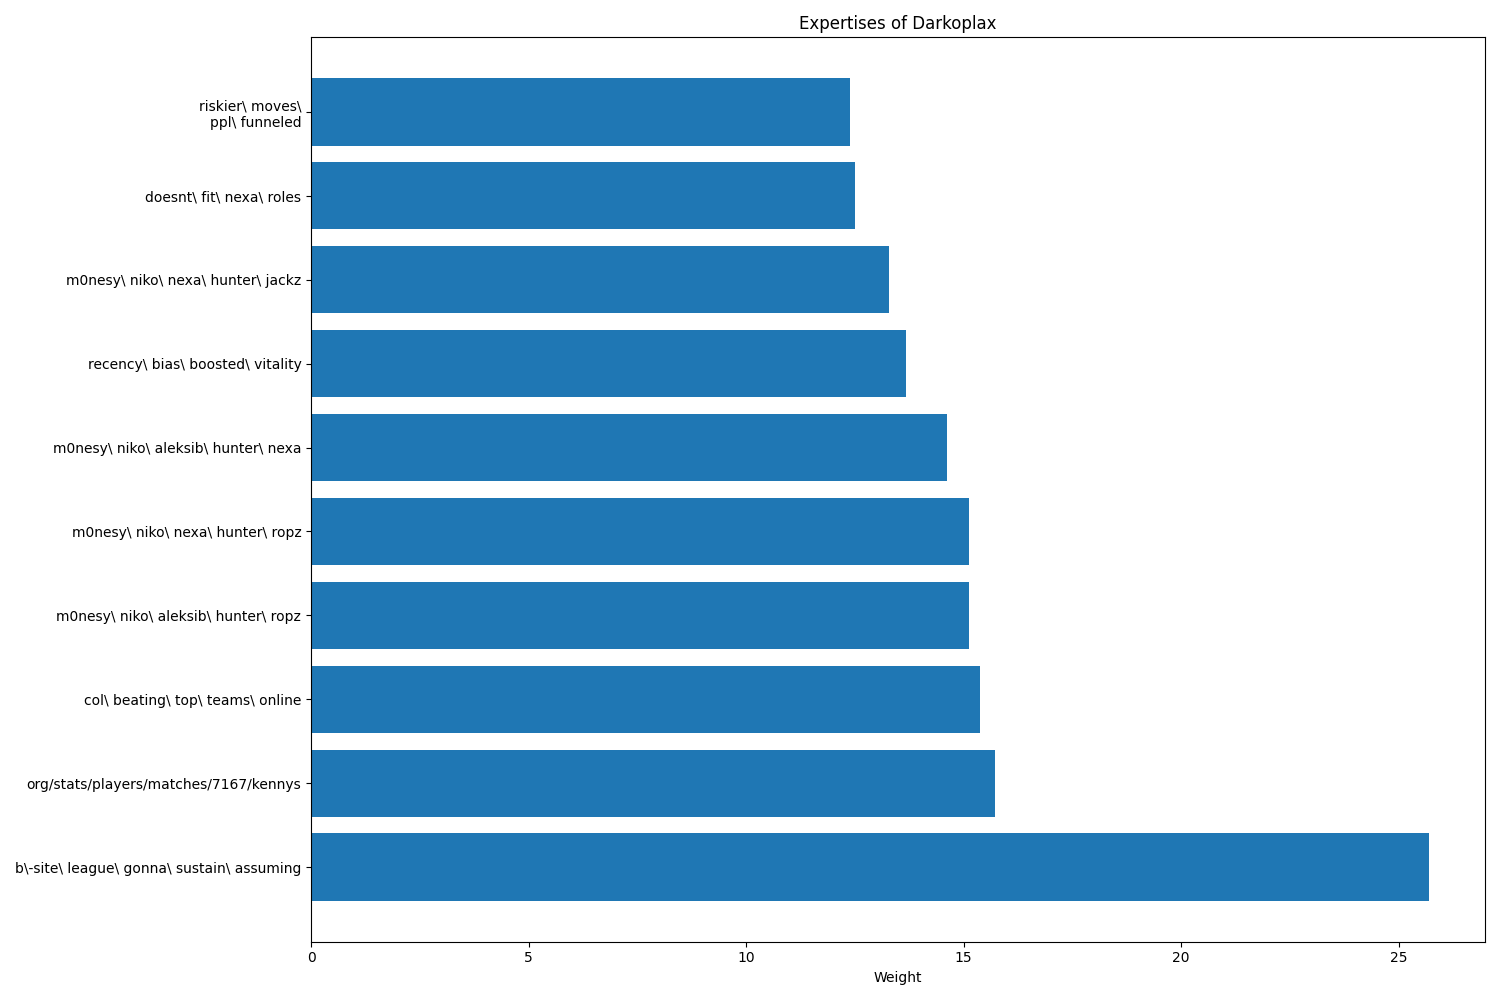 Expertises of Darkoplax
riskier\ moves\
ppl\ funneled
doesnt\ fit\ nexa\ roles
m0nesy\ niko\ nexa\ hunter\ jackz
recency\ bias\ boosted\ vitality
m0nesy\ niko\ aleksib\ hunter\ nexa
m0nesy\ niko\ nexa\ hunter\ ropz
m0nesy\ niko\ aleksib\ hunter\ ropz
col\ beating\ top\ teams\ online
org/stats/players/matches/7167/kennys
b\-site\ league\ gonna\ sustain\ assuming
0 5 10 15 20 25
Weight